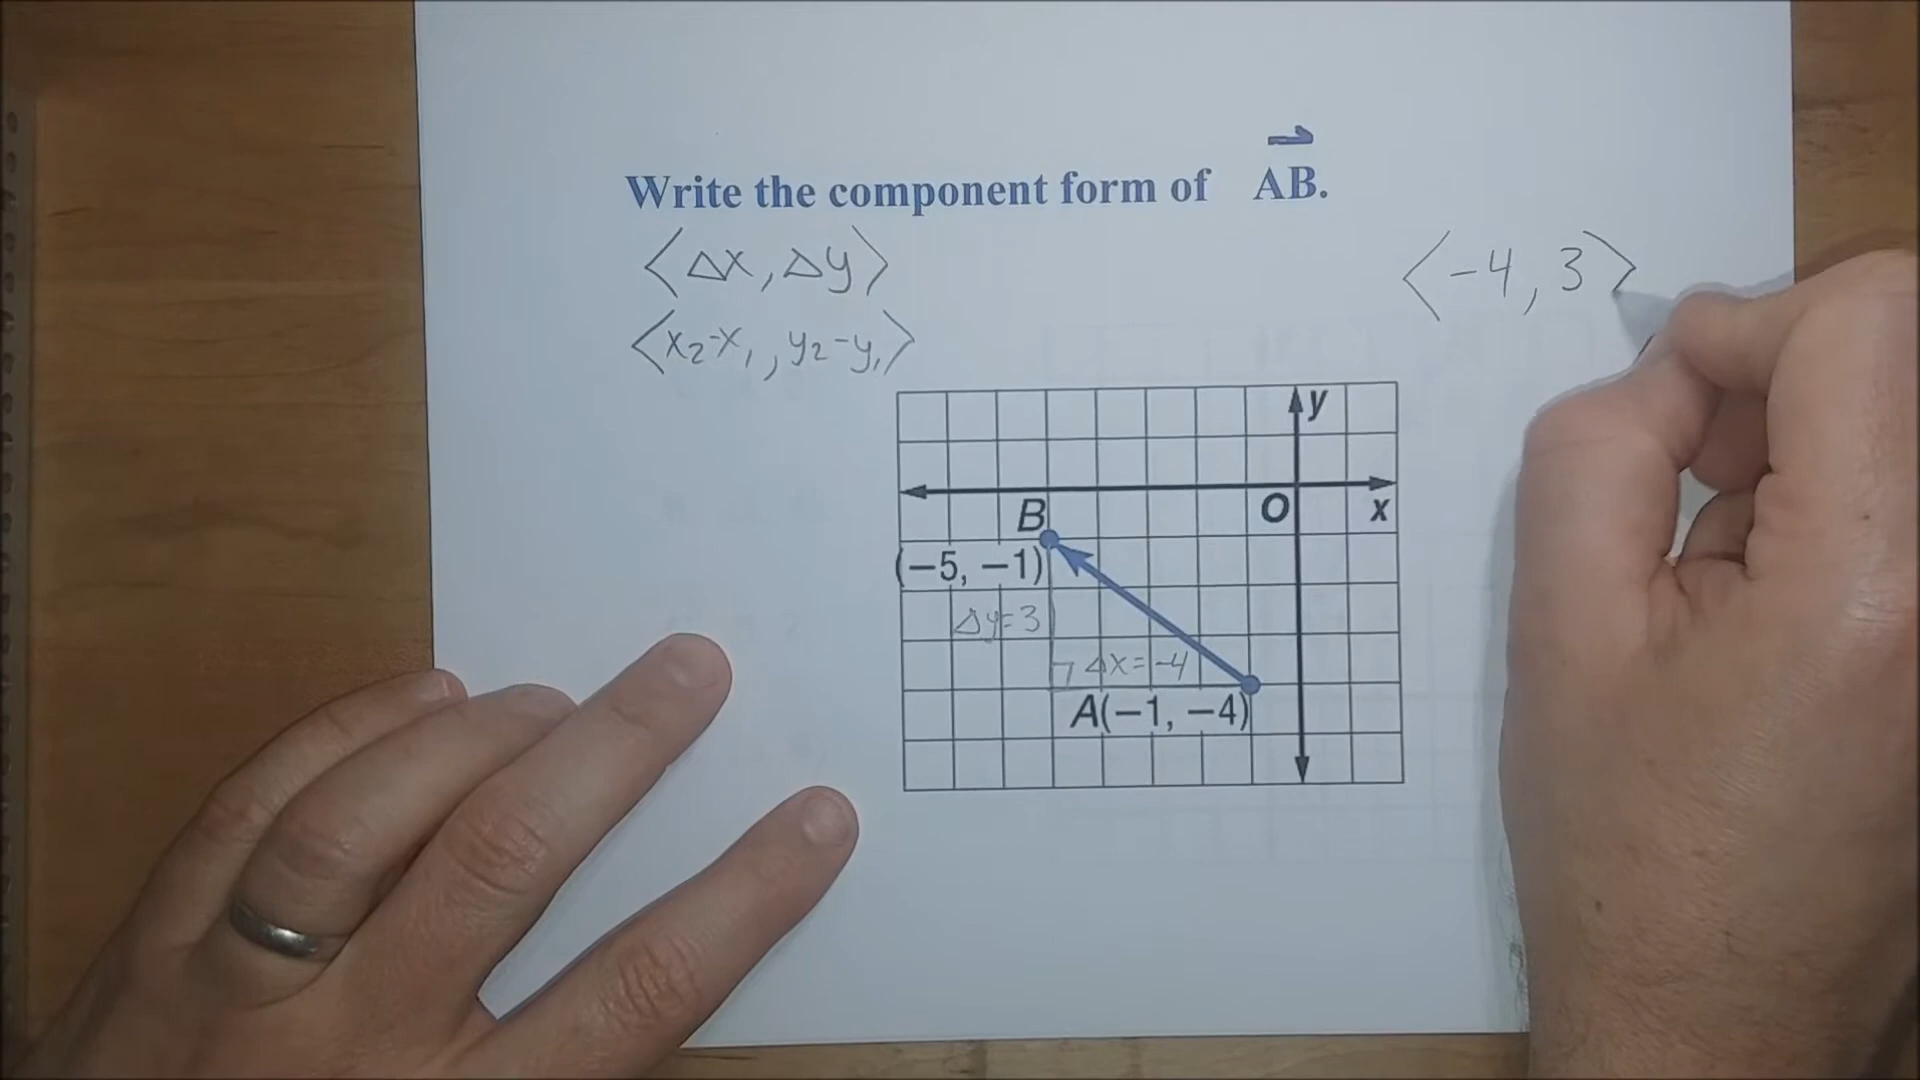 Write the component form of AB.
⟨Δx, Δy⟩
⟨-4, 3⟩
⟨x₂-x₁, y₂-y₁⟩
y
B
O
x
(−5, −1)
Δy=3
Δx=-4
A(−1, −4)